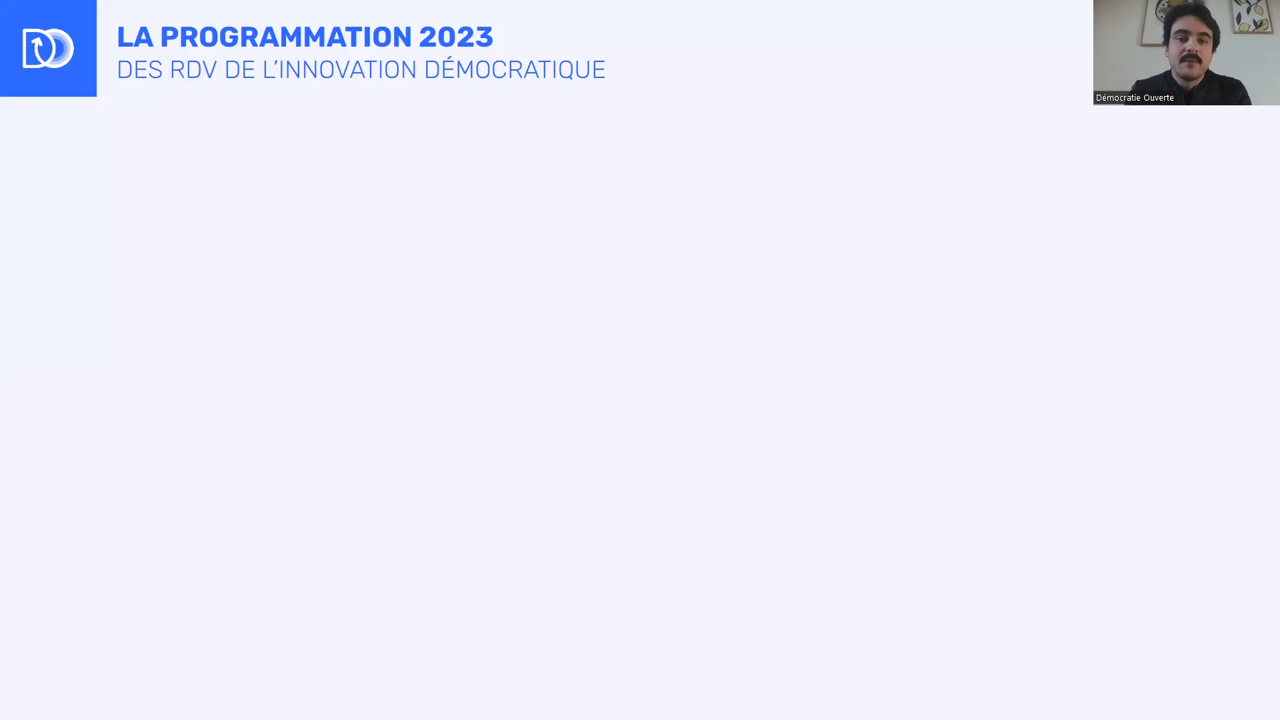 LA PROGRAMMATION 2023
DES RDV DE L’INNOVATION DÉMOCRATIQUE
Démocratie Ouverte